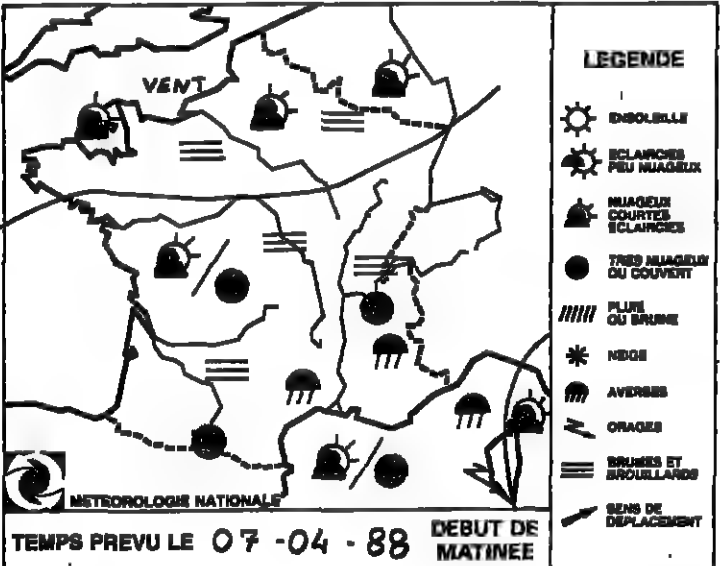 VENT
METEOROLOGIE NATIONALE
TEMPS PREVU LE 07-04-88 DEBUT DE
MATINEE
LEGENDE
ENSOLEILLE
ECLAIRCIES
PEU NUAGEUX
NUAGEUX
COURTES
ECLAIRCIES
TRES NUAGEUX
OU COUVERT
PLUIE
OU BRUINE
NEIGE
AVERSES
ORAGES
BRUMES ET
BROUILLARDS
SENS DE
DEPLACEMENT